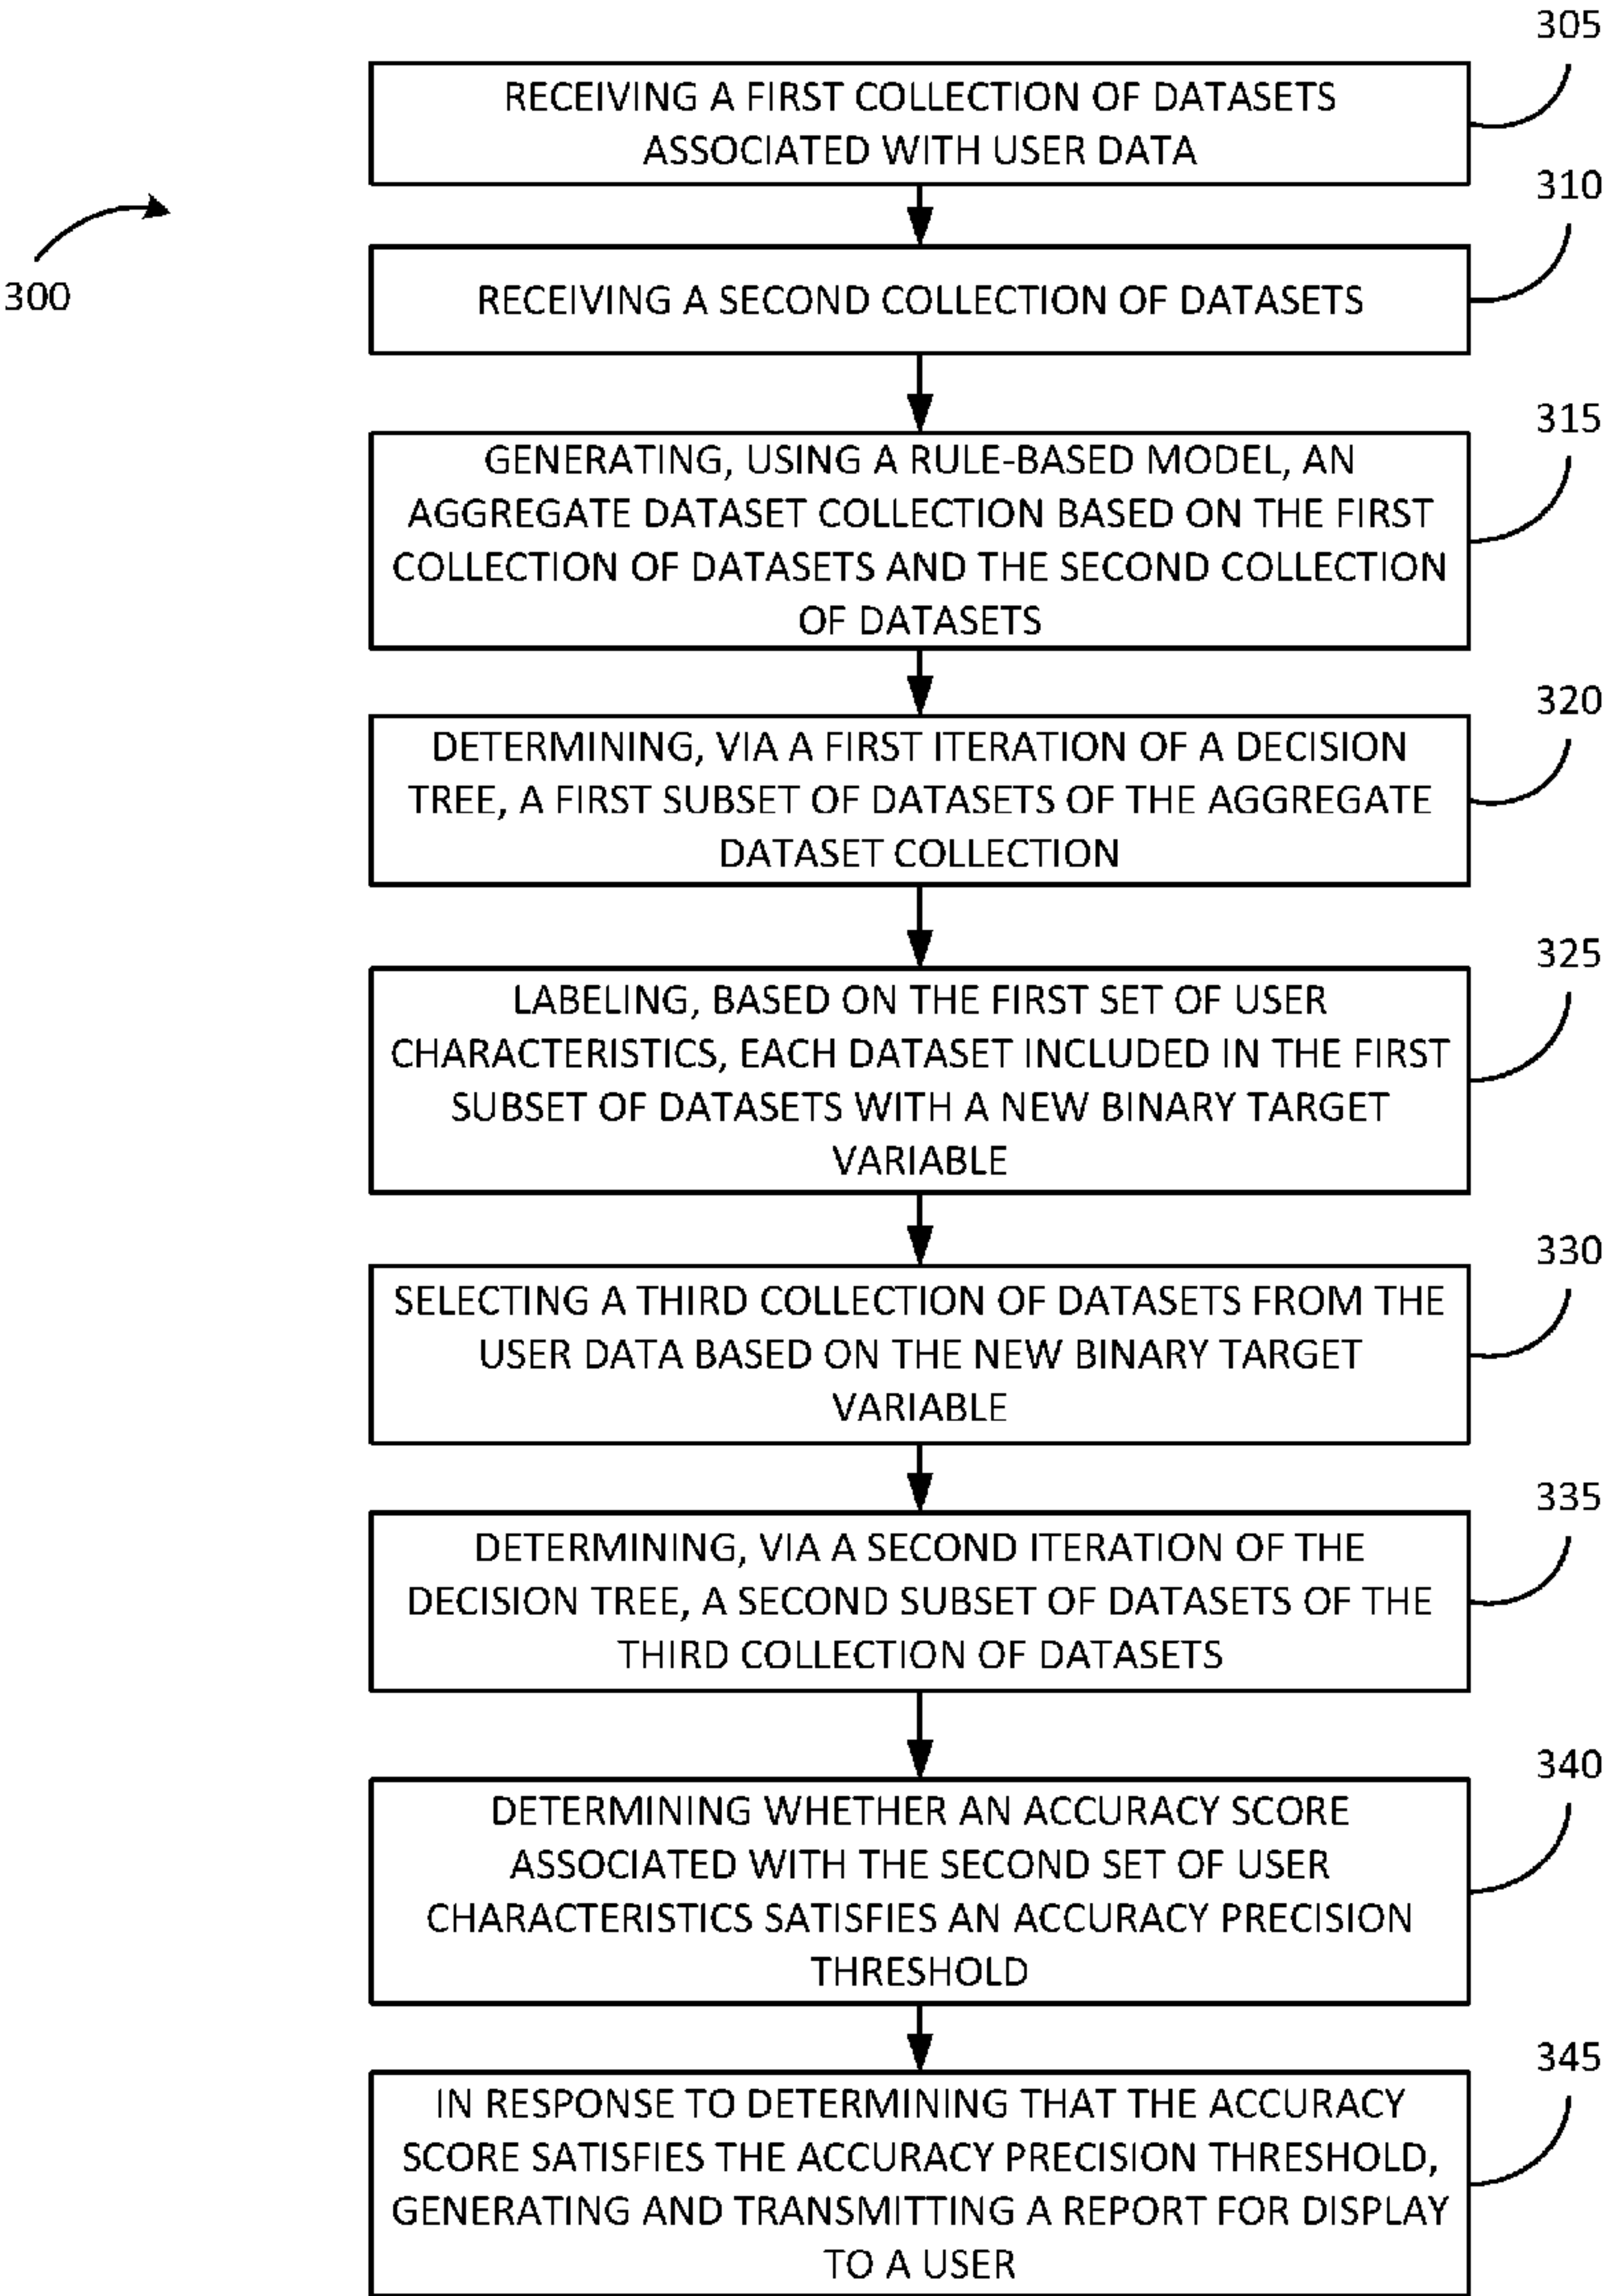 305
RECEIVING A FIRST COLLECTION OF DATASETS
ASSOCIATED WITH USER DATA
310
300
RECEIVING A SECOND COLLECTION OF DATASETS
315
GENERATING, USING A RULE-BASED MODEL, AN
AGGREGATE DATASET COLLECTION BASED ON THE FIRST
COLLECTION OF DATASETS AND THE SECOND COLLECTION
OF DATASETS
320
DETERMINING, VIA A FIRST ITERATION OF A DECISION
TREE, A FIRST SUBSET OF DATASETS OF THE AGGREGATE
DATASET COLLECTION
325
LABELING, BASED ON THE FIRST SET OF USER
CHARACTERISTICS, EACH DATASET INCLUDED IN THE FIRST
SUBSET OF DATASETS WITH A NEW BINARY TARGET
VARIABLE
330
SELECTING A THIRD COLLECTION OF DATASETS FROM THE
USER DATA BASED ON THE NEW BINARY TARGET
VARIABLE
335
DETERMINING, VIA A SECOND ITERATION OF THE
DECISION TREE, A SECOND SUBSET OF DATASETS OF THE
THIRD COLLECTION OF DATASETS
340
DETERMINING WHETHER AN ACCURACY SCORE
ASSOCIATED WITH THE SECOND SET OF USER
CHARACTERISTICS SATISFIES AN ACCURACY PRECISION
THRESHOLD
345
IN RESPONSE TO DETERMINING THAT THE ACCURACY
SCORE SATISFIES THE ACCURACY PRECISION THRESHOLD,
GENERATING AND TRANSMITTING A REPORT FOR DISPLAY
TO A USER